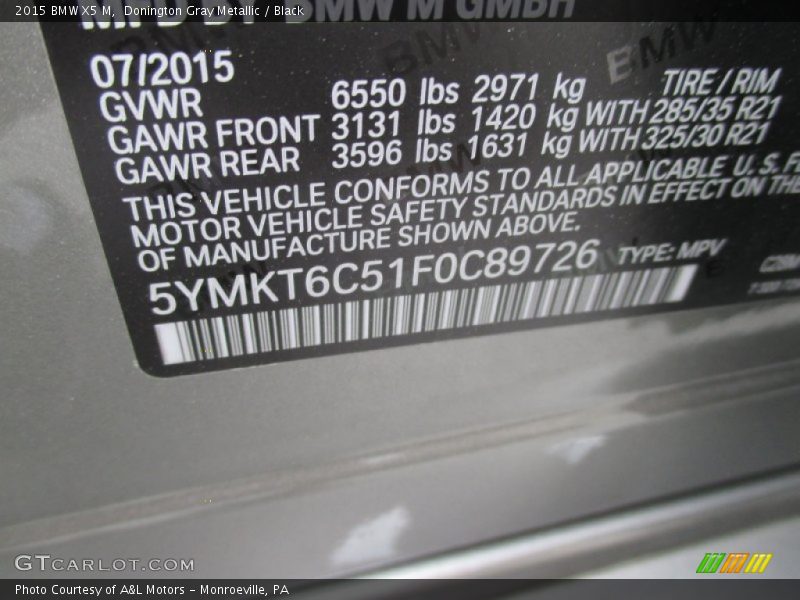 2015 BMW X5 M, Donington Gray Metallic / Black
BMW M GMBH
07/2015
GVWR 6550 lbs 2971 kg TIRE / RIM
GAWR FRONT 3131 lbs 1420 kg WITH 285/35 R21
GAWR REAR 3596 lbs 1631 kg WITH 325/30 R21
THIS VEHICLE CONFORMS TO ALL APPLICABLE U. S. F
MOTOR VEHICLE SAFETY STANDARDS IN EFFECT ON THE
OF MANUFACTURE SHOWN ABOVE.
5YMKT6C51F0C89726 TYPE: MPV
GTCARLOT.COM
Photo Courtesy of A&L Motors – Monroeville, PA